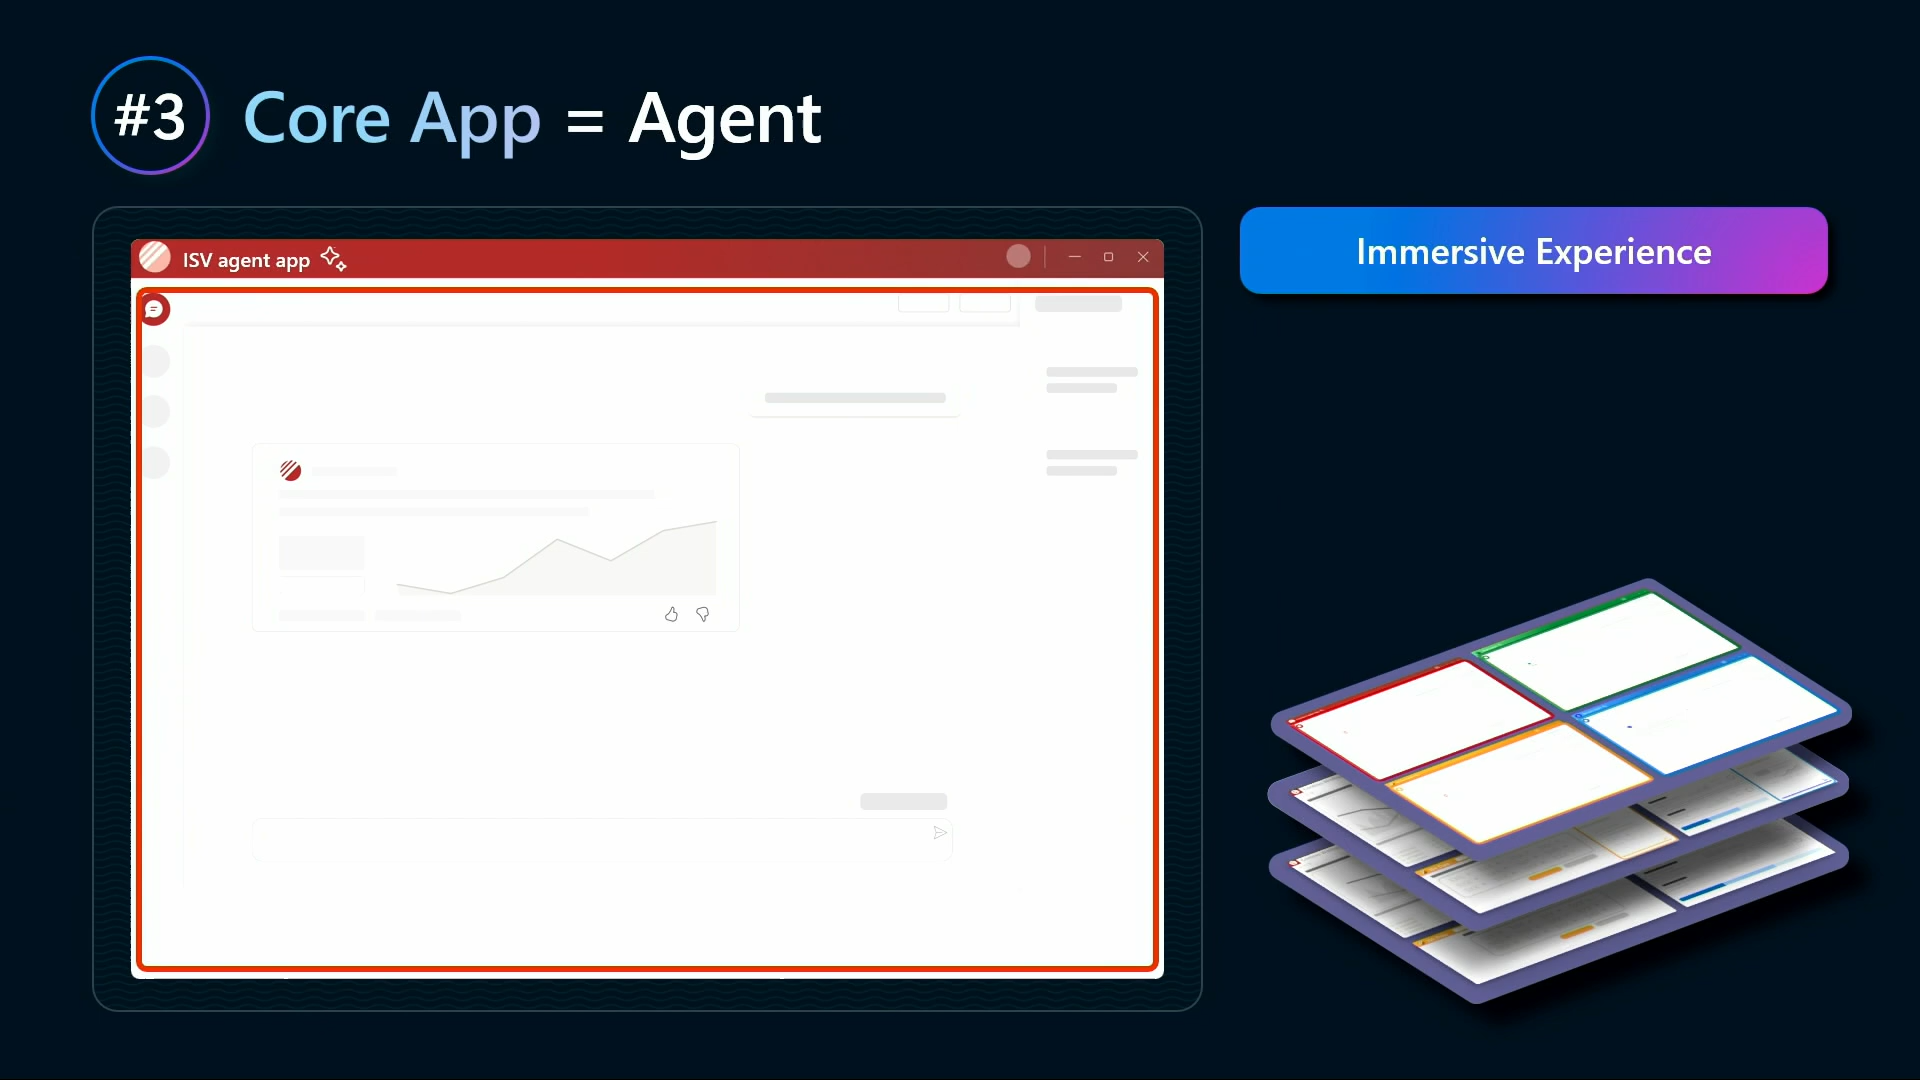 #3
Core App = Agent
ISV agent app
Immersive Experience